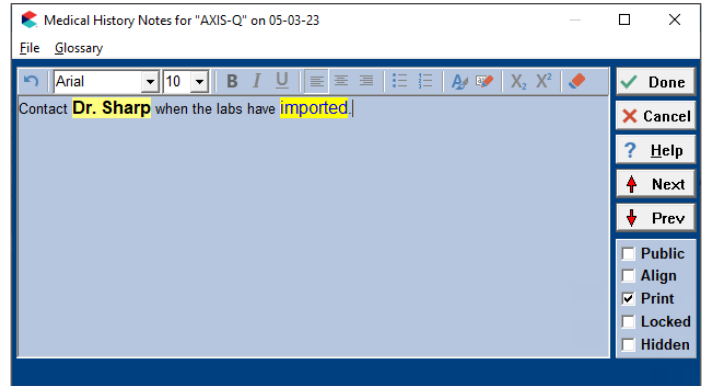 Medical History Notes for "AXIS-Q" on 05-03-23
File Glossary
Arial 10 B I U X₂ X²
Contact Dr. Sharp when the labs have imported.
Done
Cancel
? Help
Next
Prev
Public
Align
Print
Locked
Hidden